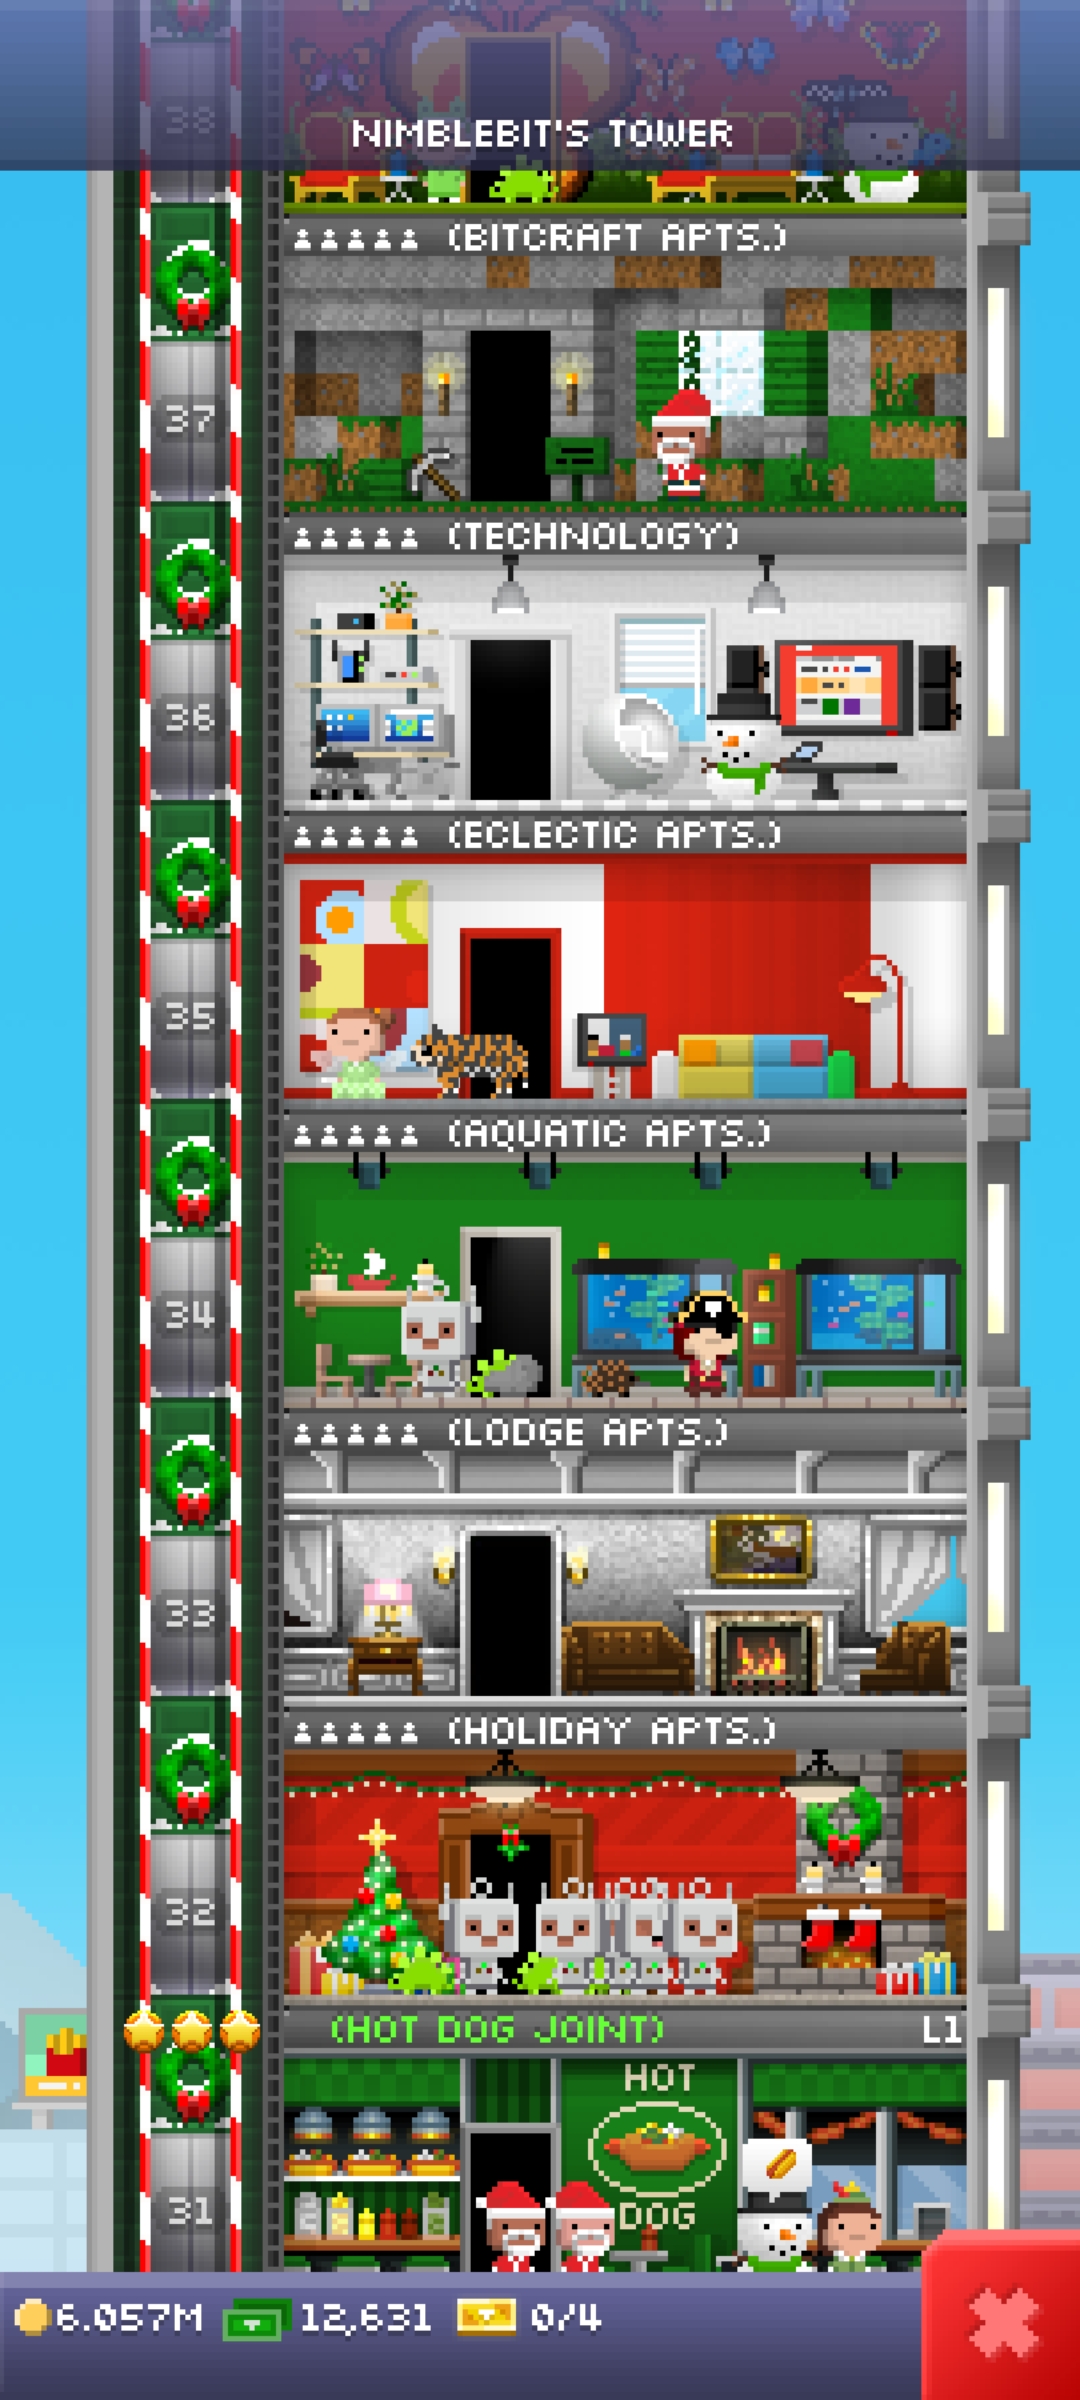 38
NIMBLEBIT'S TOWER
(BITCRAFT APTS.)
37
(TECHNOLOGY)
36
(ECLECTIC APTS.)
35
(AQUATIC APTS.)
34
(LODGE APTS.)
33
(HOLIDAY APTS.)
32
(HOT DOG JOINT) L1
HOT
DOG
31
6.057M 12,631 0/4